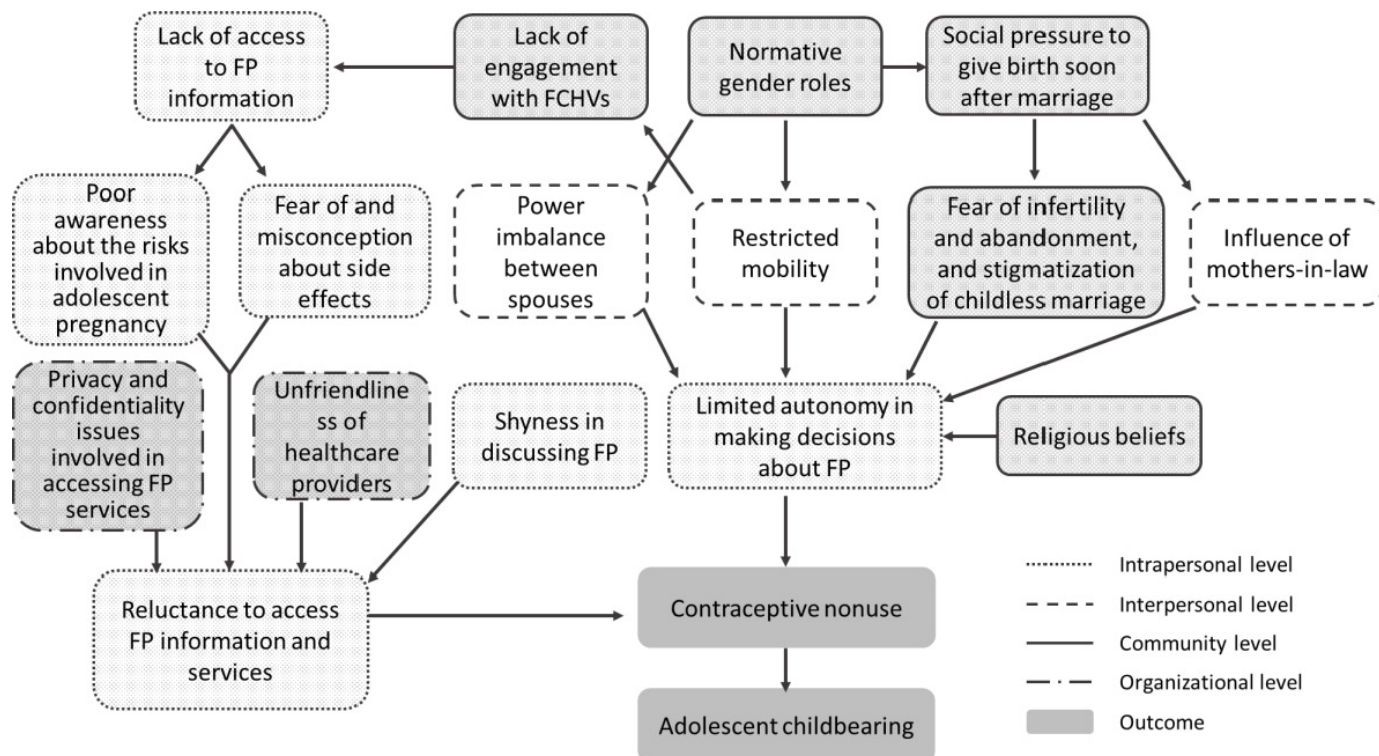 Lack of access
to FP
information
Lack of
engagement
with FCHVs
Normative
gender roles
Social pressure to
give birth soon
after marriage
Poor
awareness
about the risks
involved in
adolescent
pregnancy
Fear of and
misconception
about side
effects
Power
imbalance
between
spouses
Restricted
mobility
Fear of infertility
and abandonment,
and stigmatization
of childless marriage
Influence of
mothers-in-law
Privacy and
confidentiality
issues
involved in
accessing FP
services
Unfriendline
ss of
healthcare
providers
Shyness in
discussing FP
Limited autonomy in
making decisions
about FP
Religious beliefs
Reluctance to access
FP information and
services
Contraceptive nonuse
Adolescent childbearing
Intrapersonal level
Interpersonal level
Community level
Organizational level
Outcome